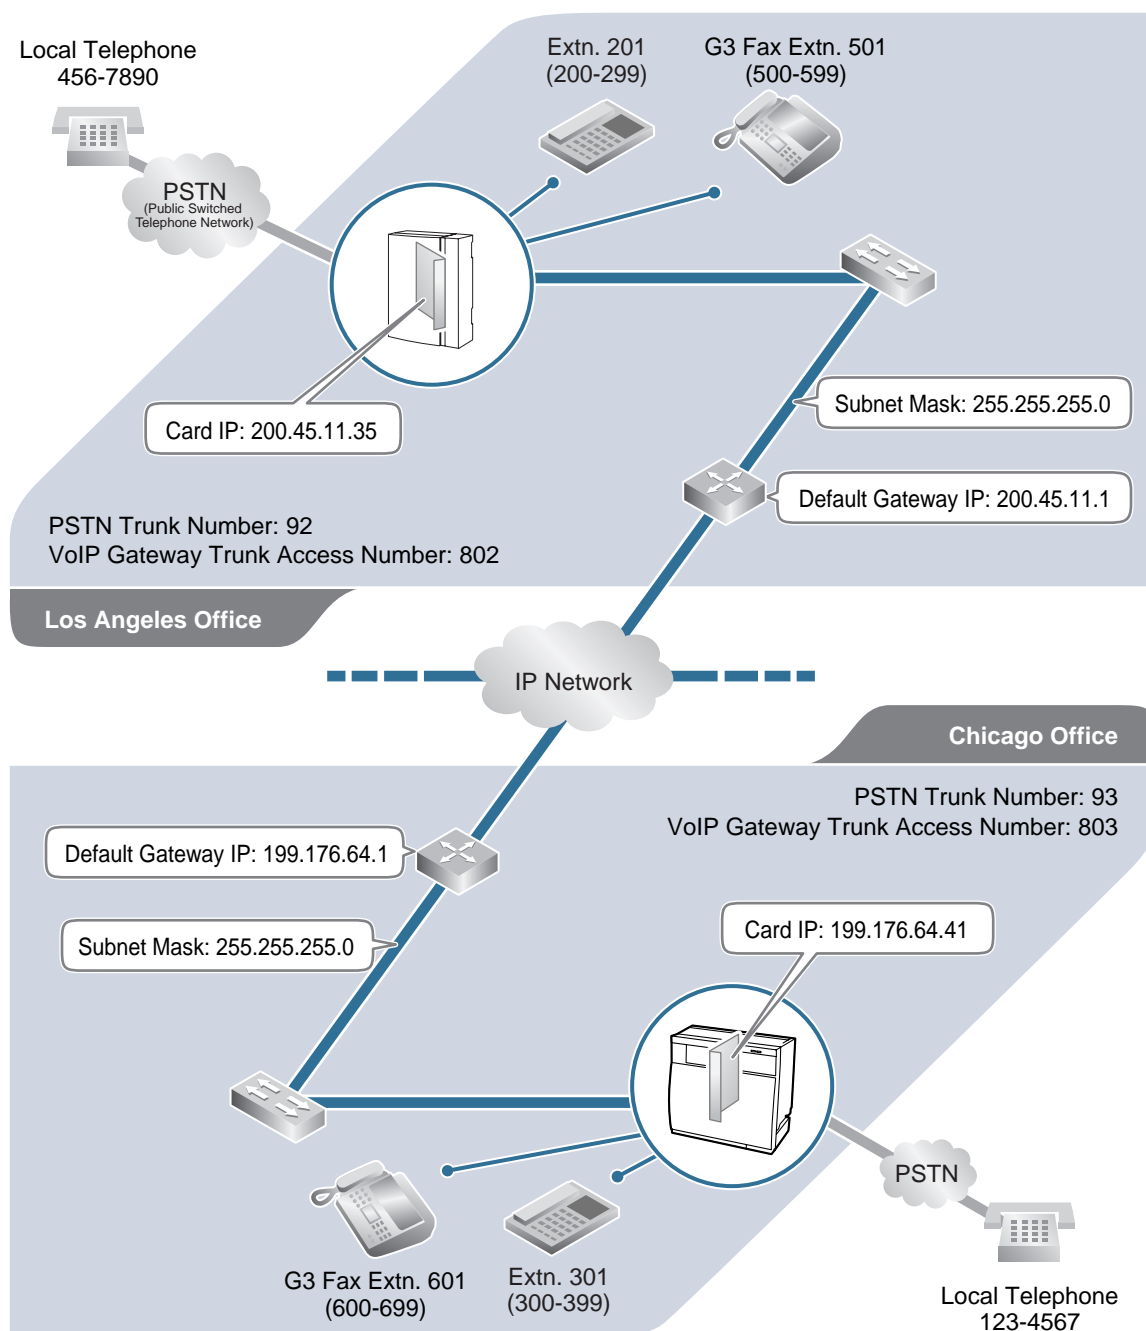 Local Telephone
456-7890
Extn. 201
(200-299)
G3 Fax Extn. 501
(500-599)
PSTN
(Public Switched
Telephone Network)
Card IP: 200.45.11.35
Subnet Mask: 255.255.255.0
Default Gateway IP: 200.45.11.1
PSTN Trunk Number: 92
VoIP Gateway Trunk Access Number: 802
Los Angeles Office
IP Network
Chicago Office
PSTN Trunk Number: 93
VoIP Gateway Trunk Access Number: 803
Default Gateway IP: 199.176.64.1
Subnet Mask: 255.255.255.0
Card IP: 199.176.64.41
PSTN
G3 Fax Extn. 601
(600-699)
Extn. 301
(300-399)
Local Telephone
123-4567